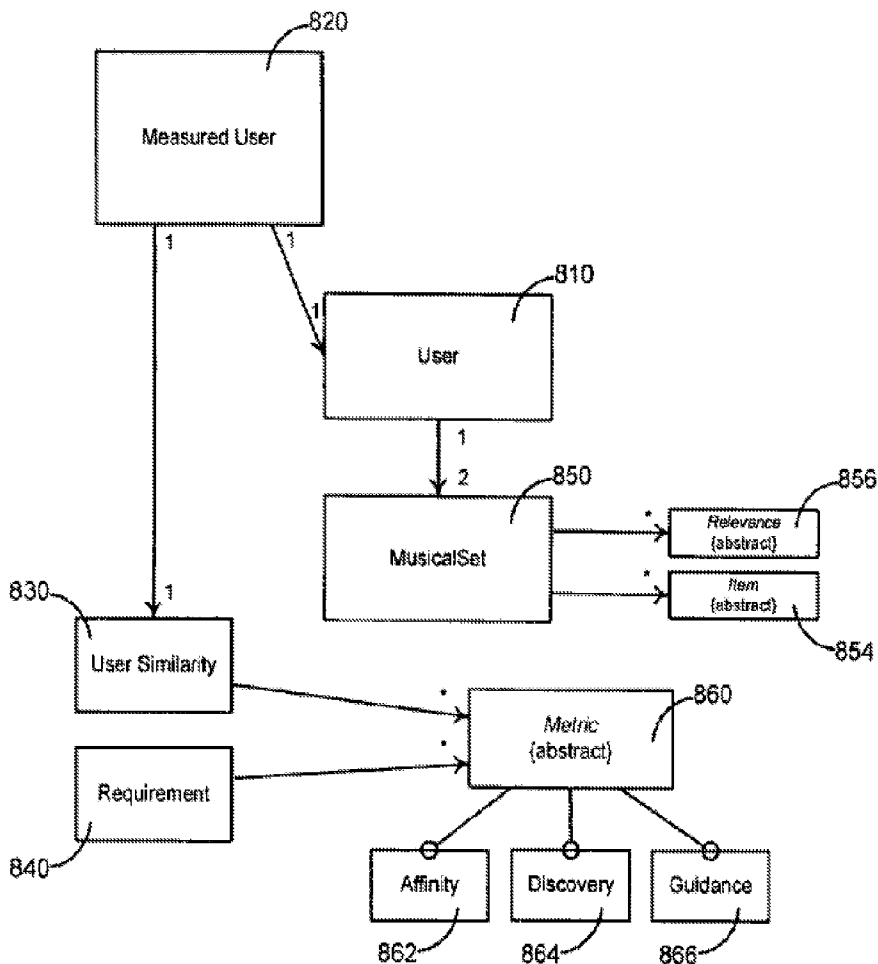 820
Measured User
1
1
810
1
User
1
2
850
856
*
Relevance
{abstract}
MusicalSet
*
Item
{abstract}
854
830
1
User Similarity
*
860
Metric
{abstract}
*
Requirement
840
Affinity
Discovery
Guidance
862
864
866